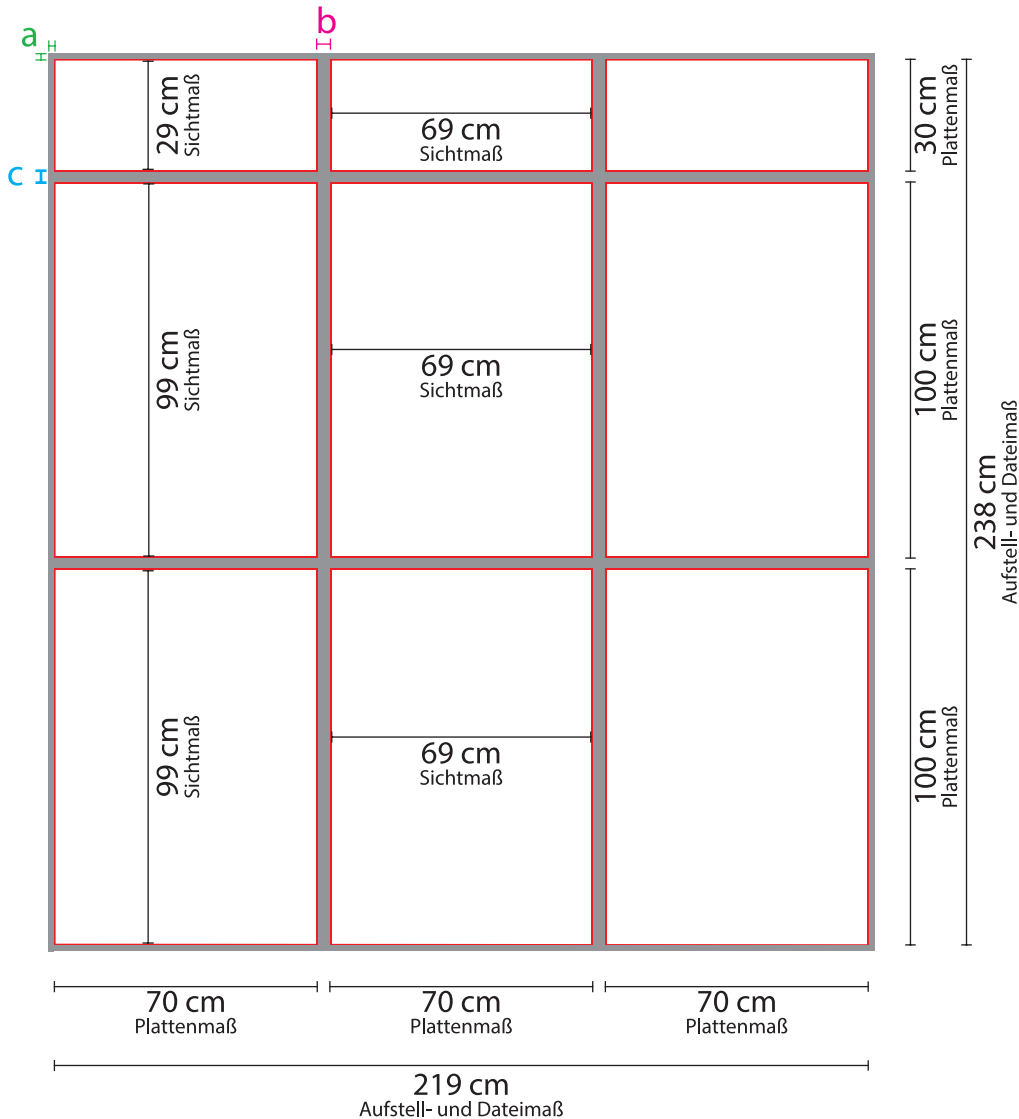 a
b
29 cm
Sichtmaß
69 cm
Sichtmaß
30 cm
Plattenmaß
c
99 cm
Sichtmaß
69 cm
Sichtmaß
100 cm
Plattenmaß
238 cm
Aufstell- und Dateimaß
99 cm
Sichtmaß
69 cm
Sichtmaß
100 cm
Plattenmaß
70 cm
Plattenmaß
70 cm
Plattenmaß
70 cm
Plattenmaß
219 cm
Aufstell- und Dateimaß